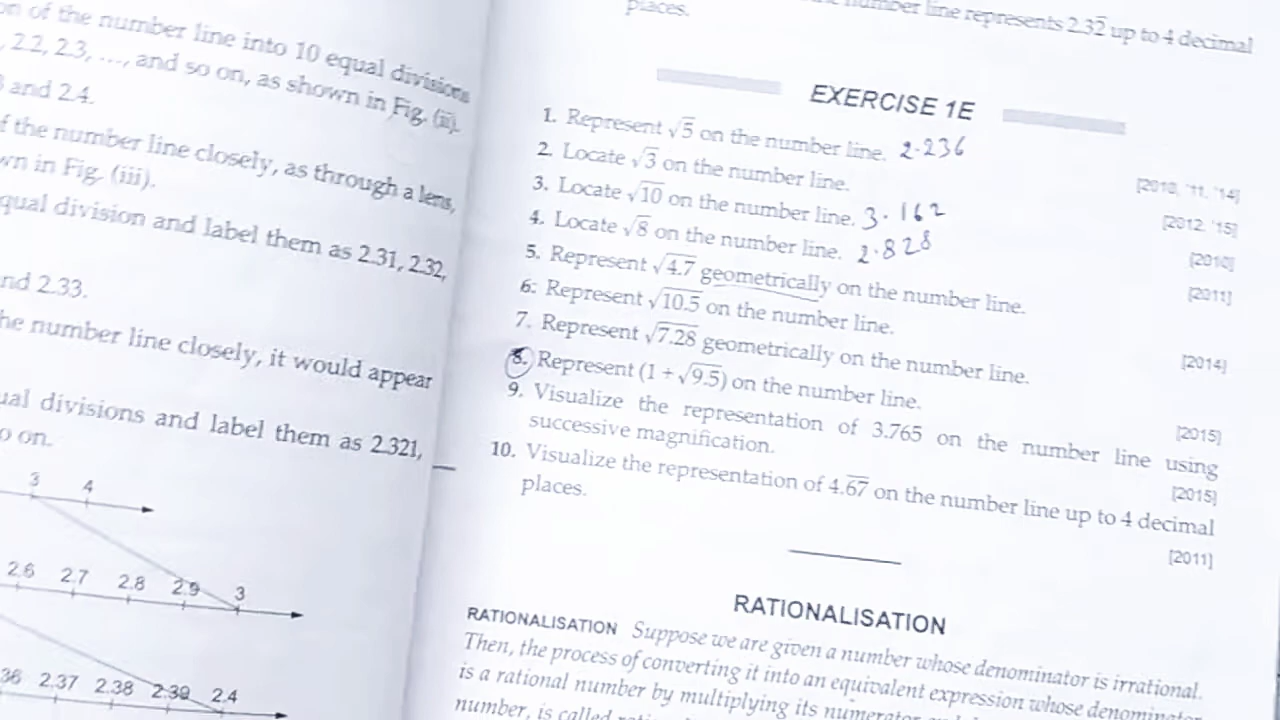 on of the number line into 10 equal divisions
, 2.2, 2.3, ..., and so on, as shown in Fig. (ii).
and 2.4.
f the number line closely, as through a lens,
wn in Fig. (iii).
qual division and label them as 2.31, 2.32,
nd 2.33.
he number line closely, it would appear
ual divisions and label them as 2.321,
o on.
3 4
2.6 2.7 2.8 2.9 3
36 2.37 2.38 2.39 2.4
number line represents 2.3̅2̅ up to 4 decimal
places.
EXERCISE 1E
1. Represent √5 on the number line. 2.236
2. Locate √3 on the number line. [2010, '11, '14]
3. Locate √10 on the number line. 3.162 [2012, '15]
4. Locate √8 on the number line. 2.828 [2010]
5. Represent √4.7 geometrically on the number line. [2011]
6. Represent √10.5 on the number line.
7. Represent √7.28 geometrically on the number line. [2014]
8. Represent (1 + √9.5) on the number line.
9. Visualize the representation of 3.765 on the number line using [2015]
successive magnification. [2015]
10. Visualize the representation of 4.6̅7̅ on the number line up to 4 decimal
places. [2011]
RATIONALISATION
RATIONALISATION Suppose we are given a number whose denominator is irrational.
Then, the process of converting it into an equivalent expression whose denominator
is a rational number by multiplying its numerator
number, is called